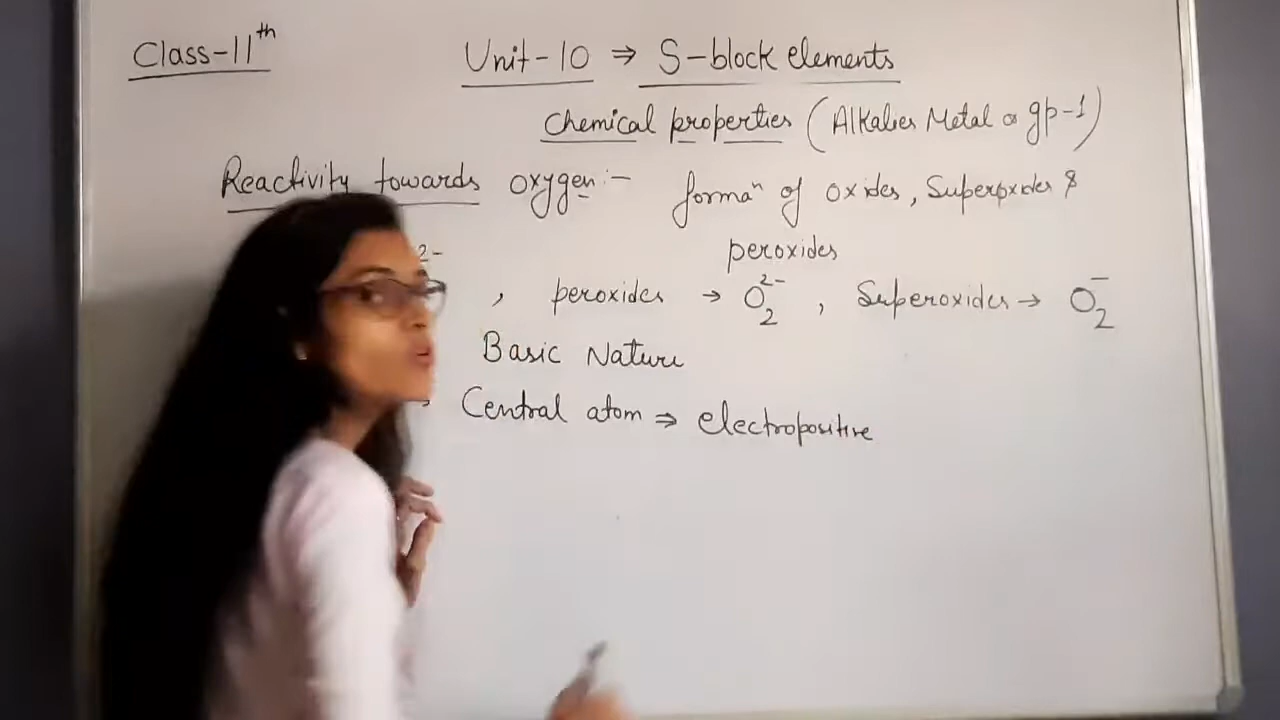 Class-11th
Unit-10 ⇒ S-block elements
Chemical properties (Alkalies Metal or gp-1)
Reactivity towards oxygen :- formaⁿ of oxides, Superoxides &
peroxides
2- , peroxides → O₂²⁻ , Superoxides → O₂⁻
Basic Nature
Central atom ⇒ electropositive